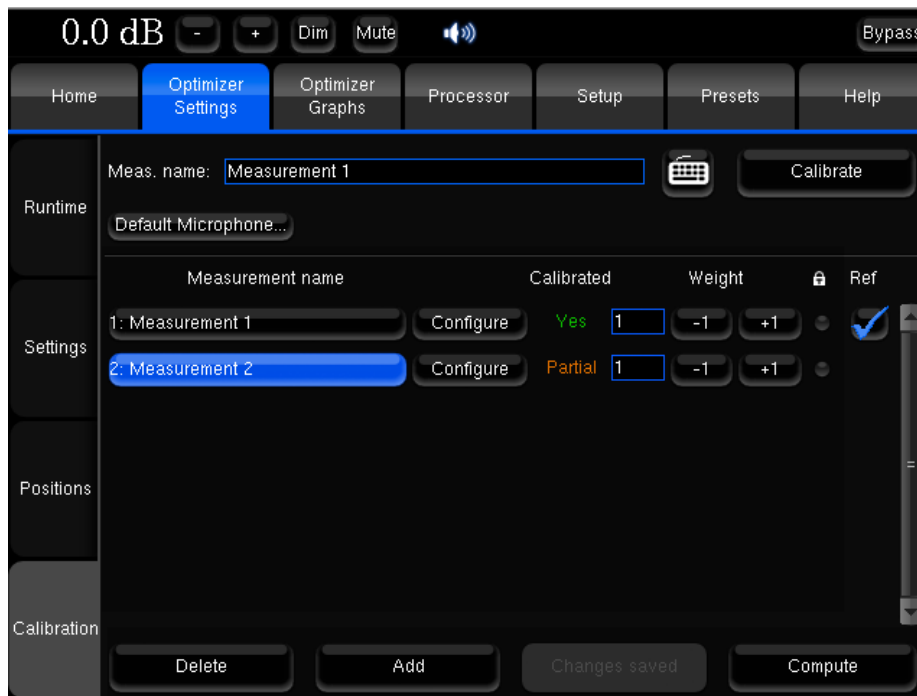 0.0 dB - + Dim Mute Bypass
Home Optimizer Settings Optimizer Graphs Processor Setup Presets Help
Runtime
Settings
Positions
Calibration
Meas. name: Measurement 1 Calibrate
Default Microphone...
Measurement name Calibrated Weight Ref
1: Measurement 1 Configure Yes 1 -1 +1
2: Measurement 2 Configure Partial 1 -1 +1
Delete Add Changes saved Compute